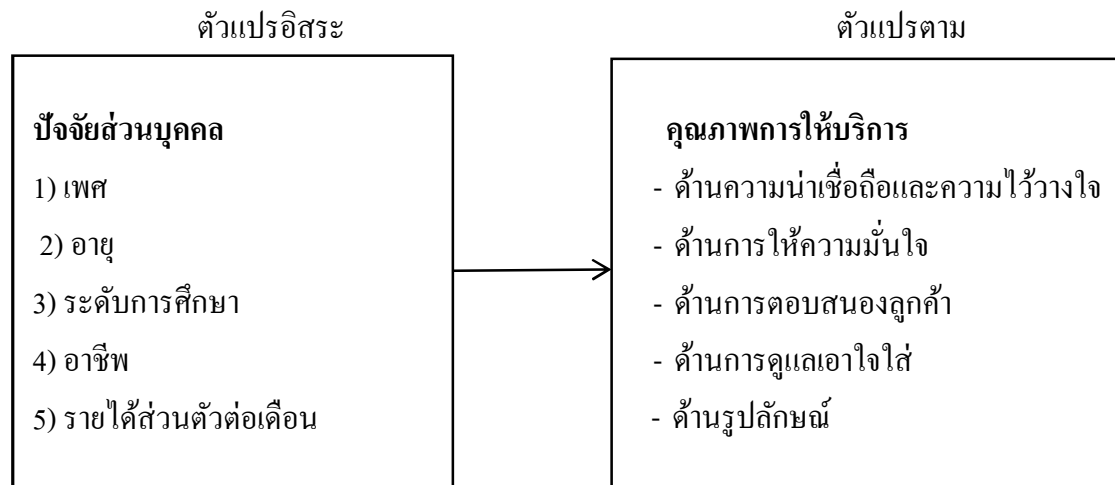 ตัวแปรอิสระ
ปัจจัยส่วนบุคคล
1) เพศ
2) อายุ
3) ระดับการศึกษา
4) อาชีพ
5) รายได้ส่วนตัวต่อเดือน
ตัวแปรตาม
คุณภาพการให้บริการ
- ด้านความน่าเชื่อถือและความไว้วางใจ
- ด้านการให้ความมั่นใจ
- ด้านการตอบสนองลูกค้า
- ด้านการดูแลเอาใจใส่
- ด้านรูปลักษณ์